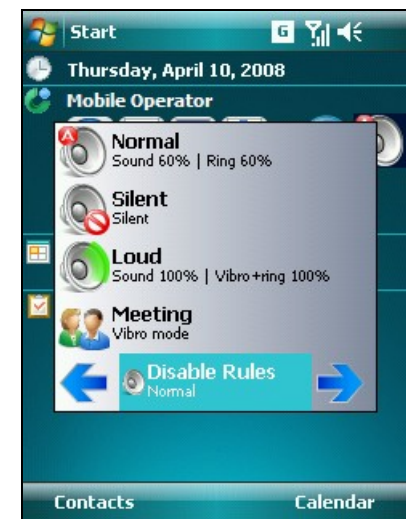 Start
G
Thursday, April 10, 2008
Mobile Operator
A
Normal
Sound 60% | Ring 60%
Silent
Silent
Loud
Sound 100% | Vibro+ring 100%
Meeting
Vibro mode
Disable Rules
Normal
Contacts
Calendar